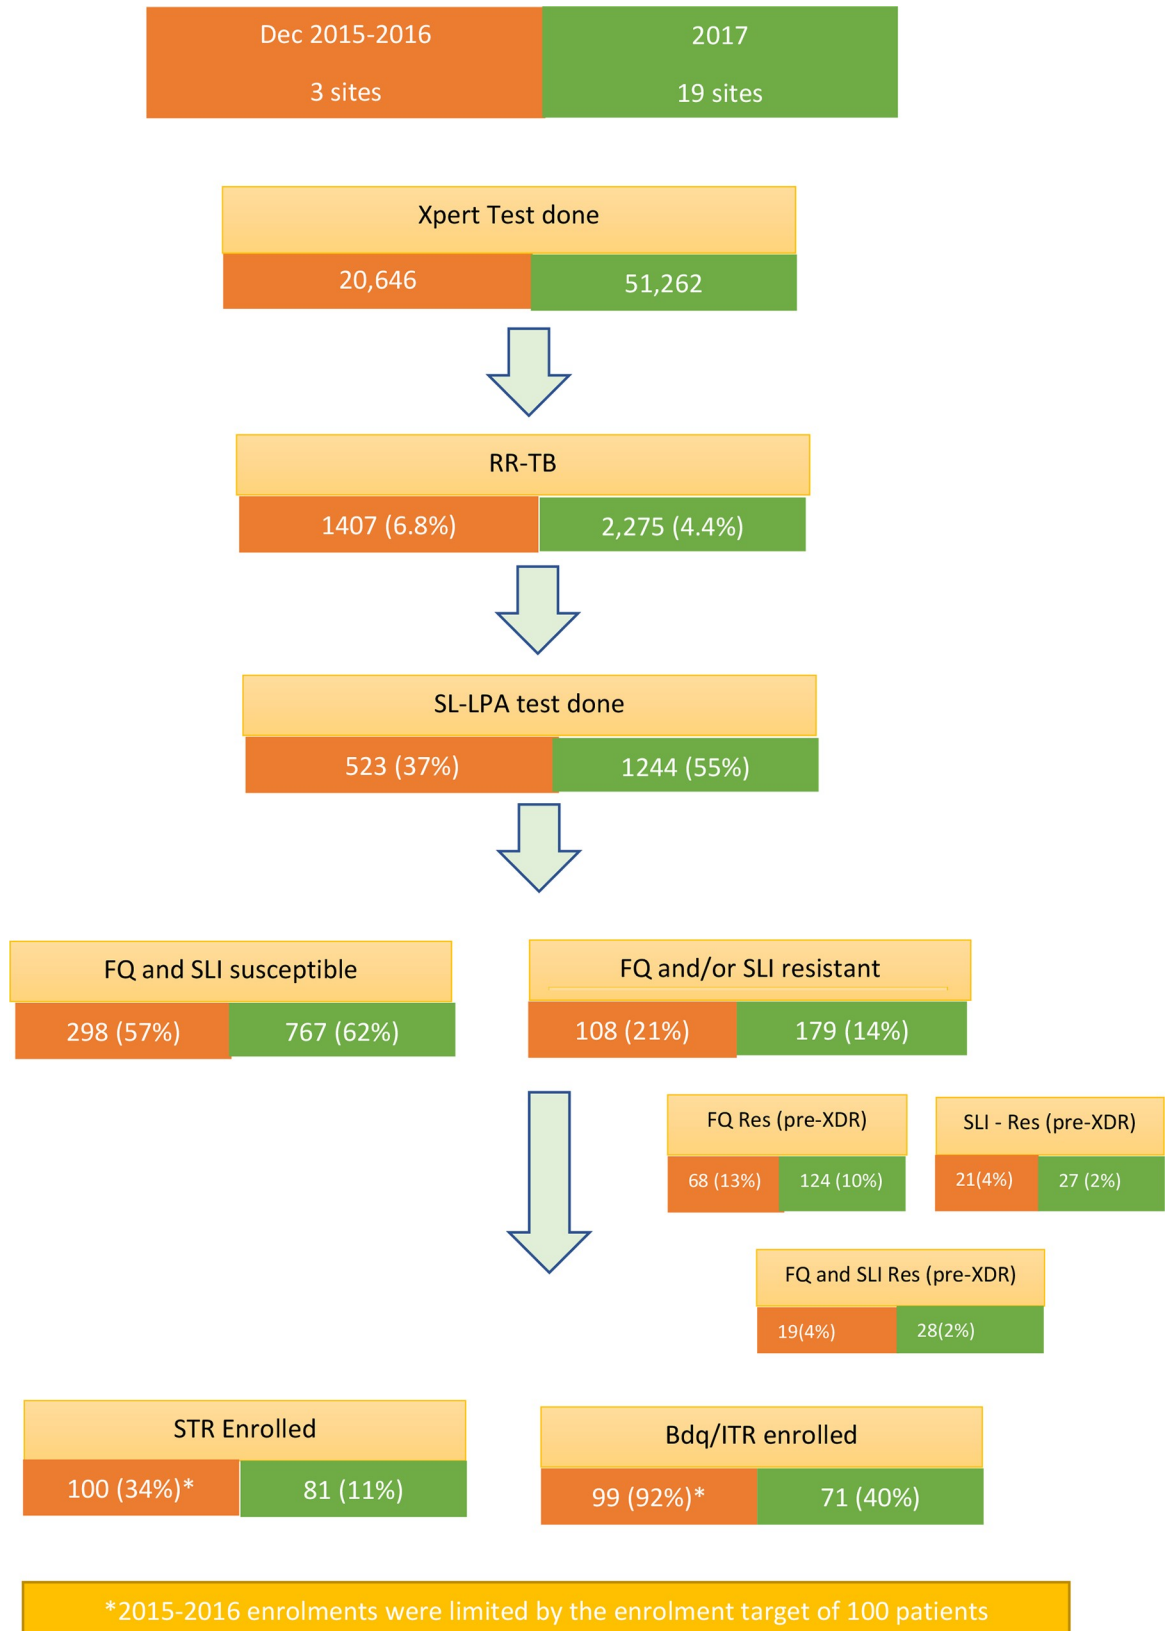 Dec 2015-2016
3 sites
2017
19 sites
Xpert Test done
20,646
51,262
RR-TB
1407 (6.8%)
2,275 (4.4%)
SL-LPA test done
523 (37%)
1244 (55%)
FQ and SLI susceptible
298 (57%)
767 (62%)
FQ and/or SLI resistant
108 (21%)
179 (14%)
FQ Res (pre-XDR)
68 (13%)
124 (10%)
SLI - Res (pre-XDR)
21(4%)
27 (2%)
FQ and SLI Res (pre-XDR)
19(4%)
28(2%)
STR Enrolled
100 (34%)*
81 (11%)
Bdq/ITR enrolled
99 (92%)*
71 (40%)
*2015-2016 enrolments were limited by the enrolment target of 100 patients